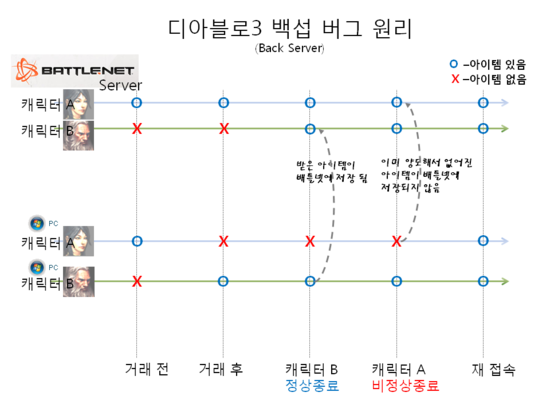 디아블로3 백섭 버그 원리
(Back Server)
BATTLENET
Server
O -아이템 있음
X -아이템 없음
캐릭터 A
O O O O O
캐릭터 B
X X O O O
받은 아이템이
배틀넷에 저장 됨
이미 양도해서 없어진
아이템이 배틀넷에
저장되지 않음
PC
캐릭터 A
O X X X O
PC
캐릭터 B
X O O O O
거래 전
거래 후
캐릭터 B
정상종료
캐릭터 A
비정상종료
재 접속